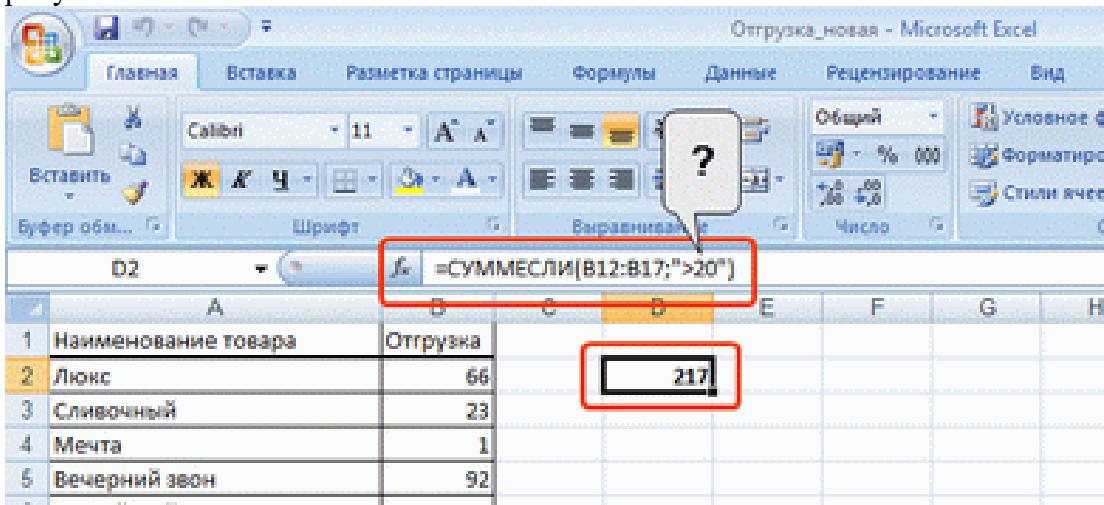 Отгрузка_новая - Microsoft Excel
Главная Вставка Разметка страницы Формулы Данные Рецензирование Вид
Calibri 11 А А Общий Условное ф
? % 000 Форматиро
Вставить Ж К Ч А ,00 ,0 Стили ячее
Буфер обм... Шрифт Выравнивание Число
D2 fx =СУММЕСЛИ(B12:B17;">20")
A B C D E F G H
1 Наименование товара Отгрузка
2 Люкс 66 217
3 Сливочный 23
4 Мечта 1
5 Вечерний звон 92